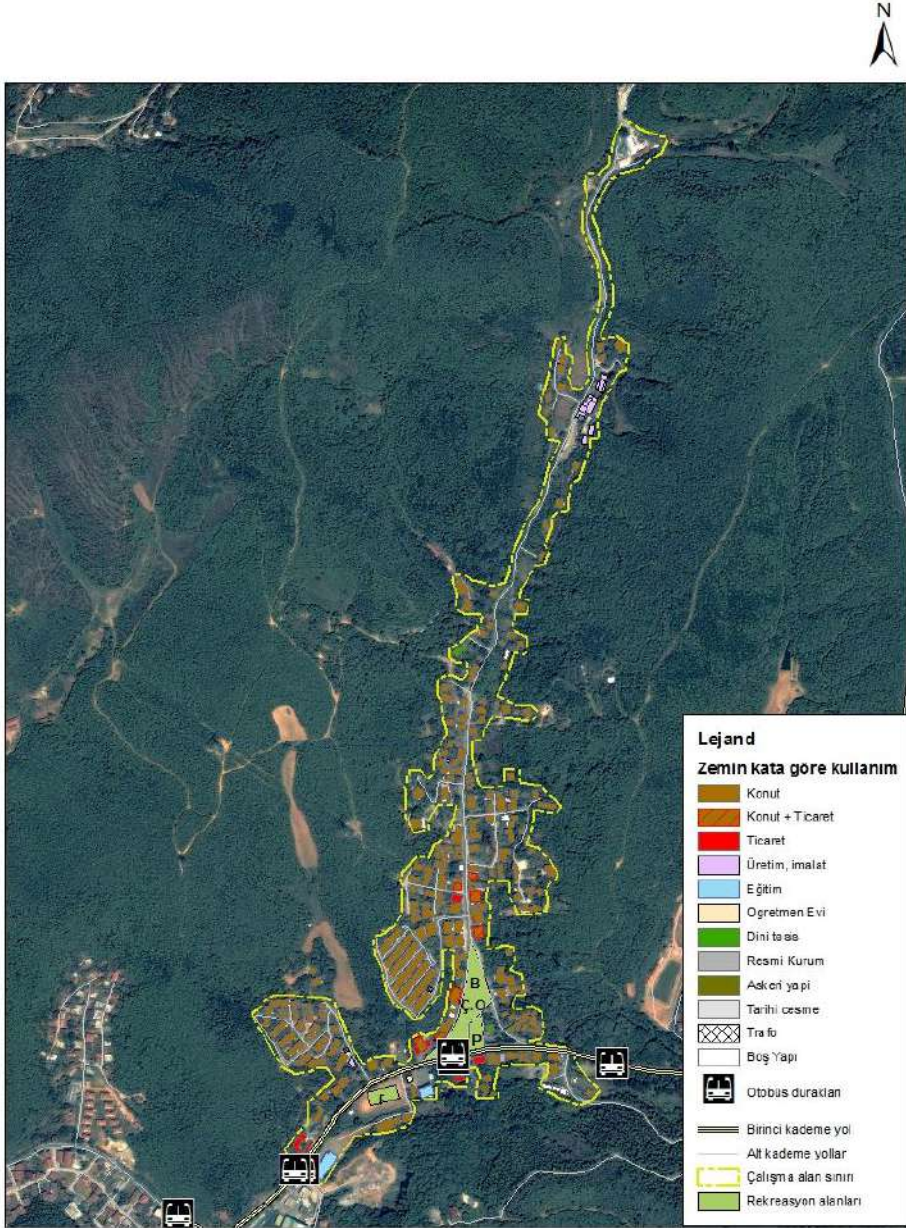 N
B
Ç.O
P
P
Lejand
Zemin kata göre kullanım
Konut
Konut + Ticaret
Ticaret
Üretim, imalat
Eğitim
Ogretmen Evi
Dini tesis
Resmi Kurum
Askeri yapi
Tarihi cesme
Trafo
Boş Yapı
Otobüs durakları
Birinci kademe yol
Alt kademe yollar
Çalışma alan sınırı
Rekreasyon alanları